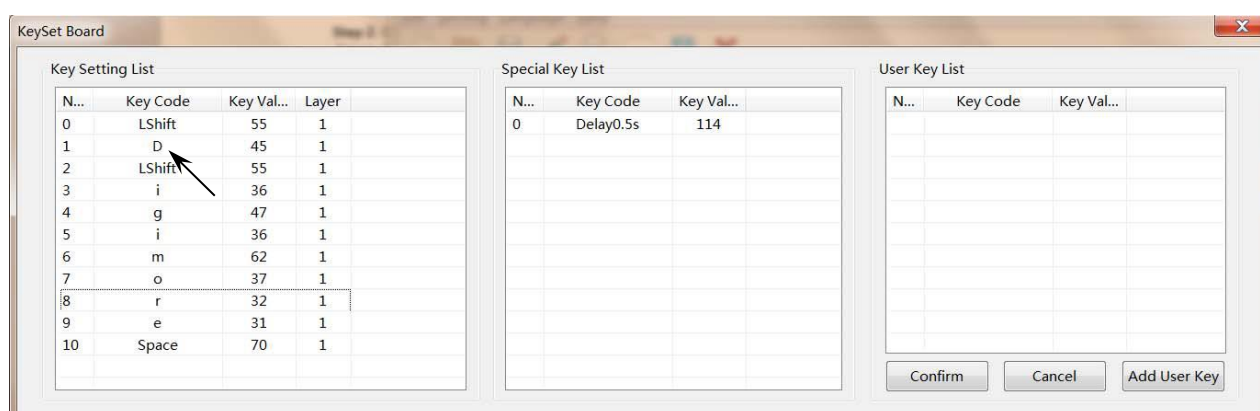 KeySet Board
Key Setting List
N... Key Code Key Val... Layer
0 LShift 55 1
1 D 45 1
2 LShift 55 1
3 i 36 1
4 g 47 1
5 i 36 1
6 m 62 1
7 o 37 1
8 r 32 1
9 e 31 1
10 Space 70 1
Special Key List
N... Key Code Key Val...
0 Delay0.5s 114
User Key List
N... Key Code Key Val...
Confirm Cancel Add User Key